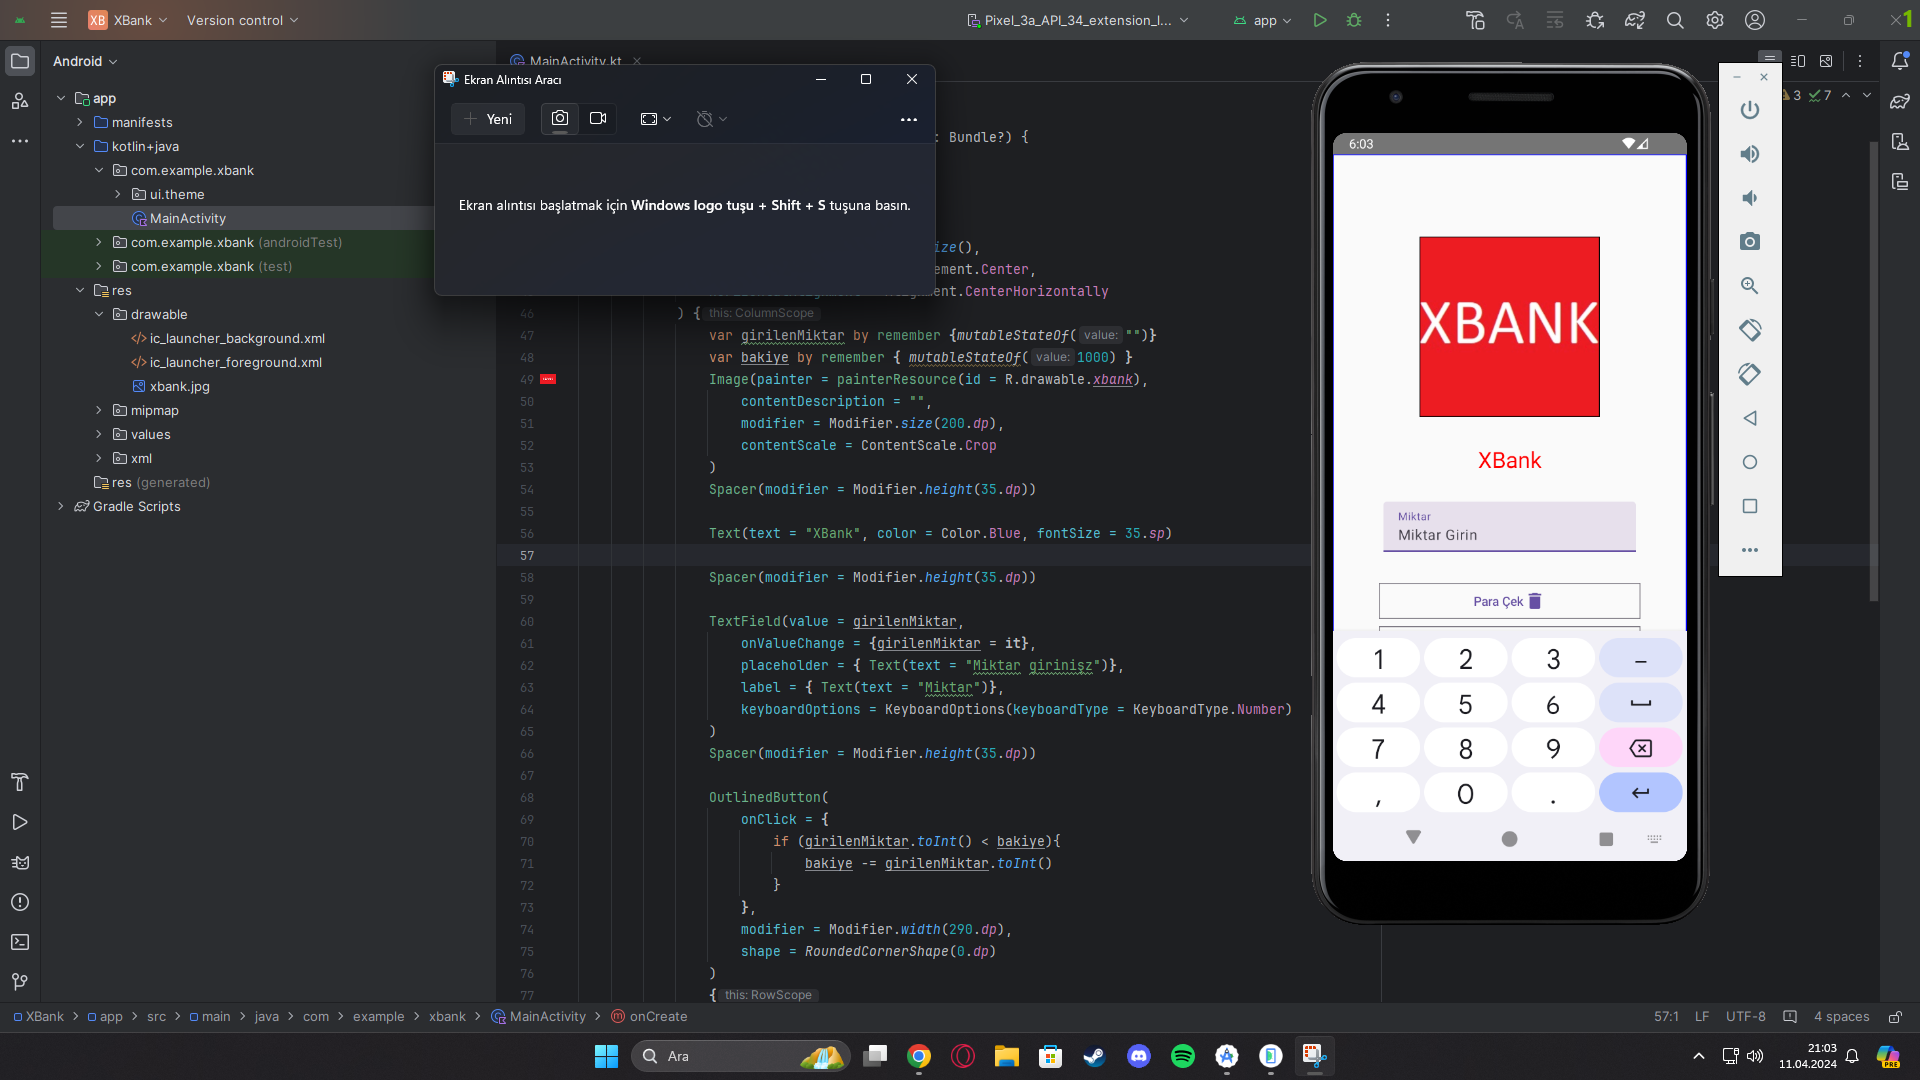 XB XBank Version control
Pixel_3a_API_34_extension_l... app
1
Android
MainActivity.kt
3 7
app
manifests
kotlin+java
com.example.xbank
ui.theme
MainActivity
com.example.xbank (androidTest)
com.example.xbank (test)
res
drawable
ic_launcher_background.xml
ic_launcher_foreground.xml
xbank.jpg
mipmap
values
xml
res (generated)
Gradle Scripts
Ekran Alıntısı Aracı
Yeni
Ekran alıntısı başlatmak için Windows logo tuşu + Shift + S tuşuna basın.
: Bundle?) {
ize(),
ement.Center,
.CenterHorizontally
46 ) { this: ColumnScope
47 var girilenMiktar by remember {mutableStateOf( value: "")}
48 var bakiye by remember { mutableStateOf( value: 1000) }
49 Image(painter = painterResource(id = R.drawable.xbank),
50 contentDescription = "",
51 modifier = Modifier.size(200.dp),
52 contentScale = ContentScale.Crop
53 )
54 Spacer(modifier = Modifier.height(35.dp))
55
56 Text(text = "XBank", color = Color.Blue, fontSize = 35.sp)
57
58 Spacer(modifier = Modifier.height(35.dp))
59
60 TextField(value = girilenMiktar,
61 onValueChange = {girilenMiktar = it},
62 placeholder = { Text(text = "Miktar girinişz")},
63 label = { Text(text = "Miktar")},
64 keyboardOptions = KeyboardOptions(keyboardType = KeyboardType.Number)
65 )
66 Spacer(modifier = Modifier.height(35.dp))
67
68 OutlinedButton(
69 onClick = {
70 if (girilenMiktar.toInt() < bakiye){
71 bakiye -= girilenMiktar.toInt()
72 }
73 },
74 modifier = Modifier.width(290.dp),
75 shape = RoundedCornerShape(0.dp)
76 )
77 { this: RowScope
6:03
XBANK
XBank
Miktar
Miktar Girin
Para Çek
1 2 3 –
4 5 6
7 8 9
, 0 .
XBank app src main java com example xbank MainActivity onCreate
57:1 LF UTF-8 4 spaces
Ara
21:03
11.04.2024
PRE